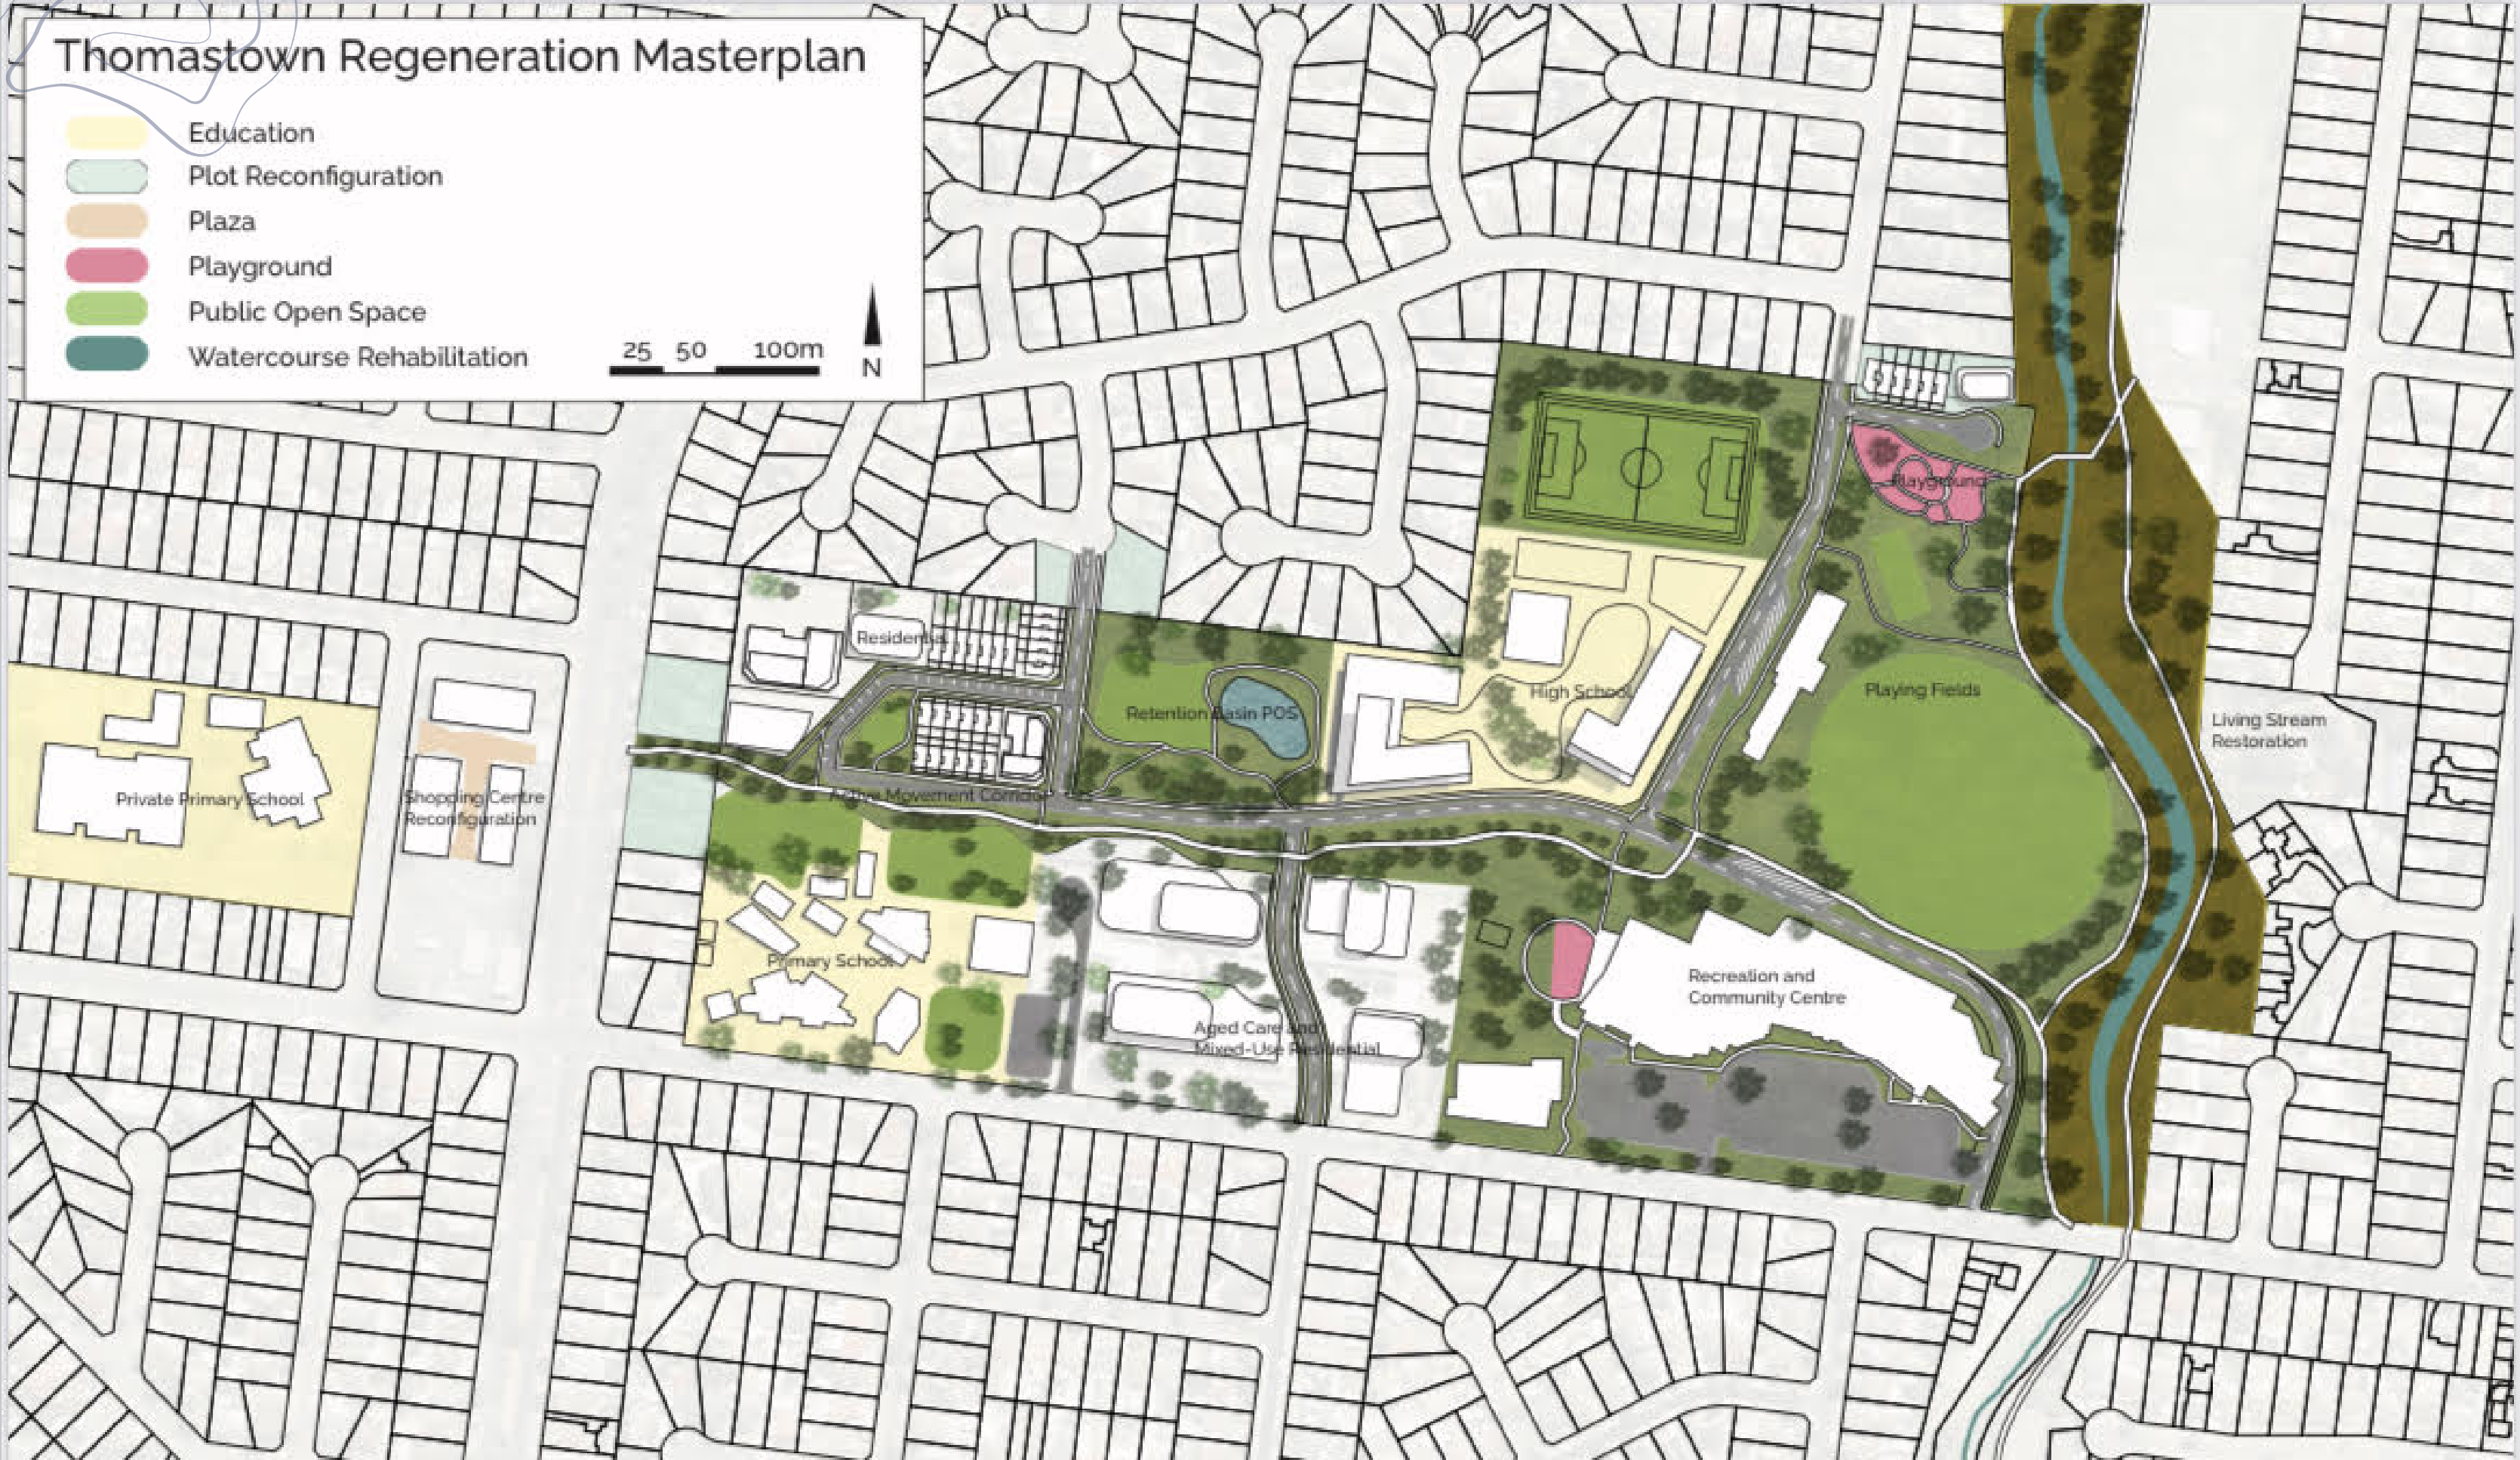 Thomastown Regeneration Masterplan
Education
Plot Reconfiguration
Plaza
Playground
Public Open Space
Watercourse Rehabilitation
25 50 100m
N
Playground
Residential
Retention Basin POS
High School
Playing Fields
Living Stream
Restoration
Private Primary School
Shopping Centre
Reconfiguration
Active Movement Corridor
Primary School
Recreation and
Community Centre
Aged Care and
Mixed-Use Residential